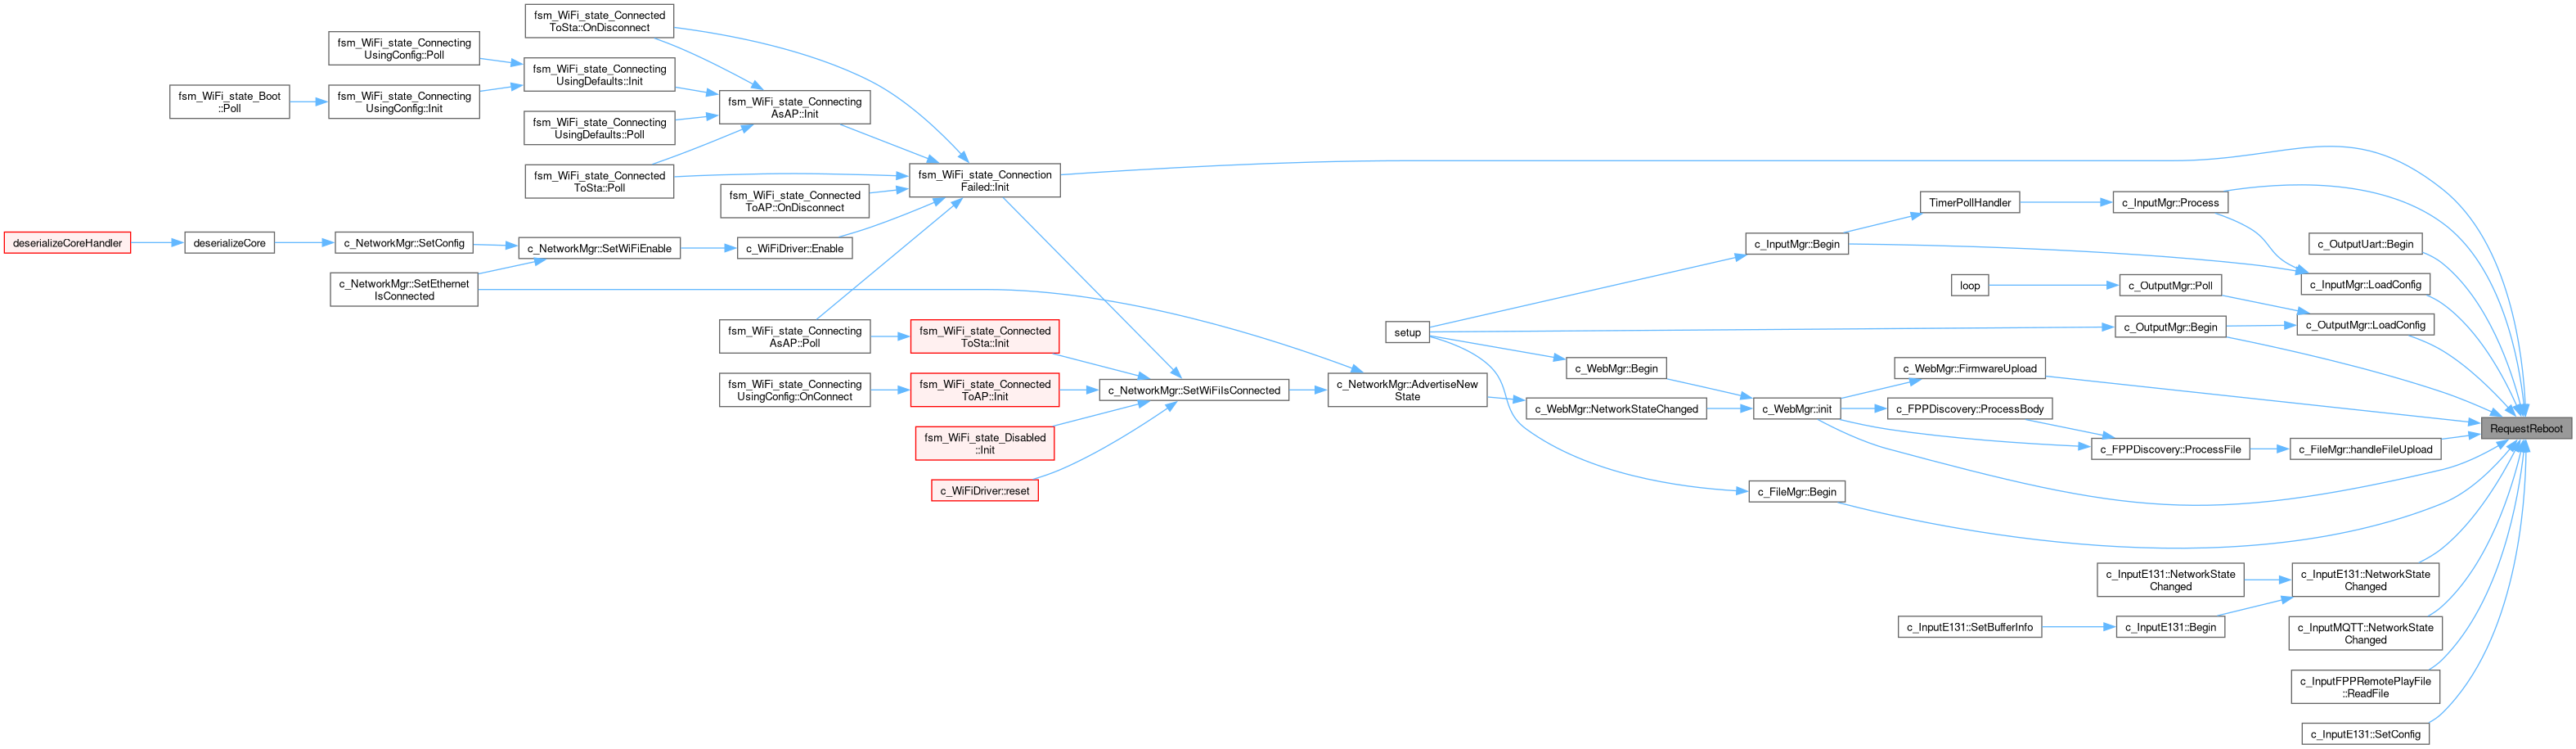 fsm_WiFi_state_Connected
ToSta::OnDisconnect
fsm_WiFi_state_Connecting
UsingConfig::Poll
fsm_WiFi_state_Connecting
UsingDefaults::Init
fsm_WiFi_state_Boot
::Poll
fsm_WiFi_state_Connecting
UsingConfig::Init
fsm_WiFi_state_Connecting
AsAP::Init
fsm_WiFi_state_Connecting
UsingDefaults::Poll
fsm_WiFi_state_Connected
ToSta::Poll
fsm_WiFi_state_Connection
Failed::Init
fsm_WiFi_state_Connected
ToAP::OnDisconnect
deserializeCoreHandler
deserializeCore
c_NetworkMgr::SetConfig
c_NetworkMgr::SetWiFiEnable
c_WiFiDriver::Enable
c_NetworkMgr::SetEthernet
IsConnected
fsm_WiFi_state_Connecting
AsAP::Poll
fsm_WiFi_state_Connected
ToSta::Init
fsm_WiFi_state_Connecting
UsingConfig::OnConnect
fsm_WiFi_state_Connected
ToAP::Init
fsm_WiFi_state_Disabled
::Init
c_WiFiDriver::reset
c_NetworkMgr::SetWiFiIsConnected
c_NetworkMgr::AdvertiseNew
State
setup
c_WebMgr::Begin
c_WebMgr::NetworkStateChanged
TimerPollHandler
c_InputMgr::Process
c_InputMgr::Begin
c_OutputUart::Begin
c_InputMgr::LoadConfig
loop
c_OutputMgr::Poll
c_OutputMgr::Begin
c_OutputMgr::LoadConfig
c_WebMgr::FirmwareUpload
c_WebMgr::init
c_FPPDiscovery::ProcessBody
c_FPPDiscovery::ProcessFile
c_FileMgr::handleFileUpload
RequestReboot
c_FileMgr::Begin
c_InputE131::NetworkState
Changed
c_InputE131::NetworkState
Changed
c_InputE131::SetBufferInfo
c_InputE131::Begin
c_InputMQTT::NetworkState
Changed
c_InputFPPRemotePlayFile
::ReadFile
c_InputE131::SetConfig